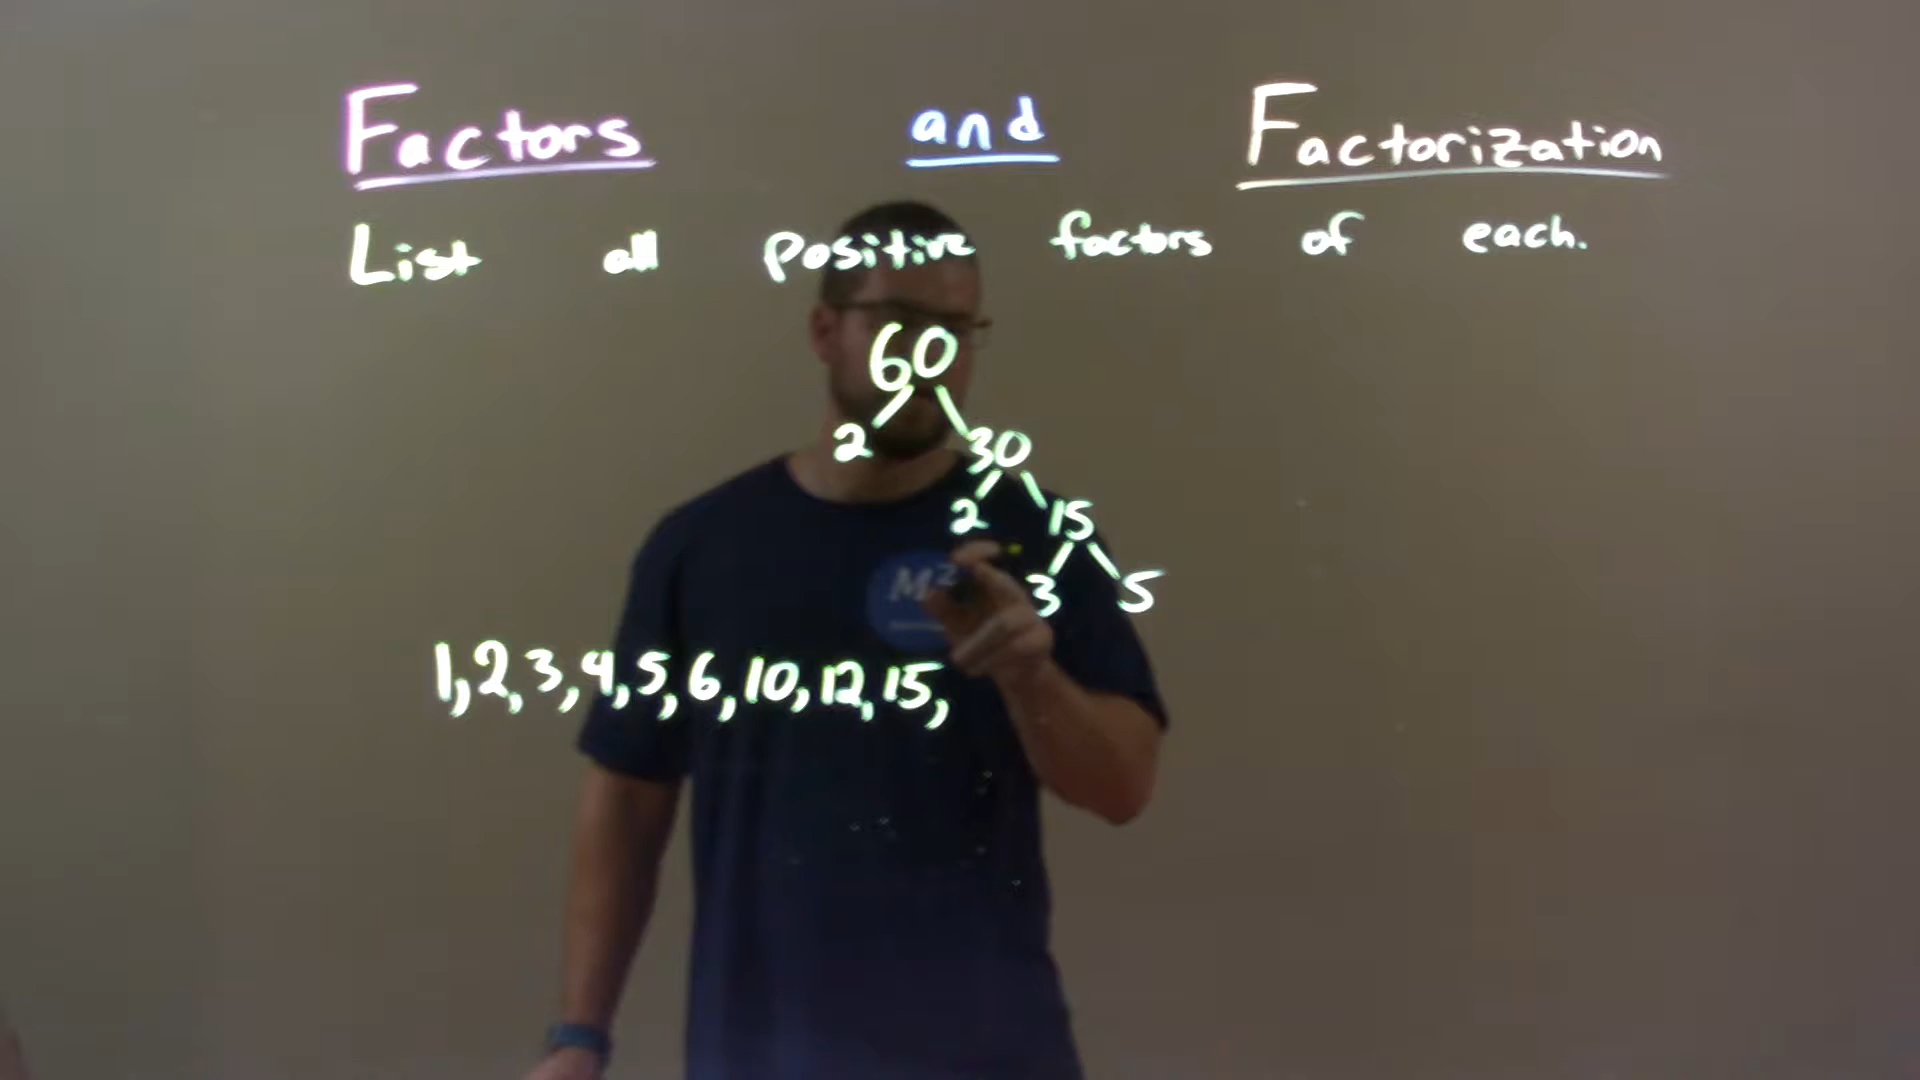 Factors and Factorization
List all positive factors of each.
60
2 30
2 15
3 5
M²
1, 2, 3, 4, 5, 6, 10, 12, 15,